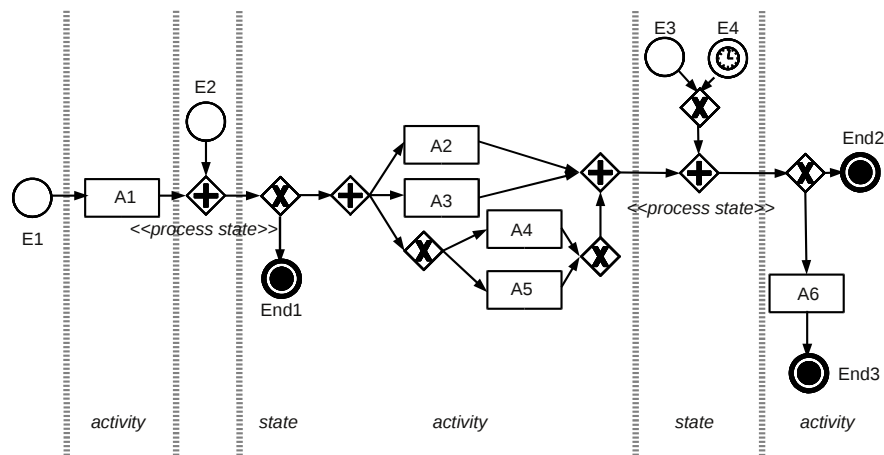 E3
E4
E2
End2
A2
A1
A3
E1
<<process state>>
<<process state>>
A4
A5
A6
End1
End3
activity
state
activity
state
activity